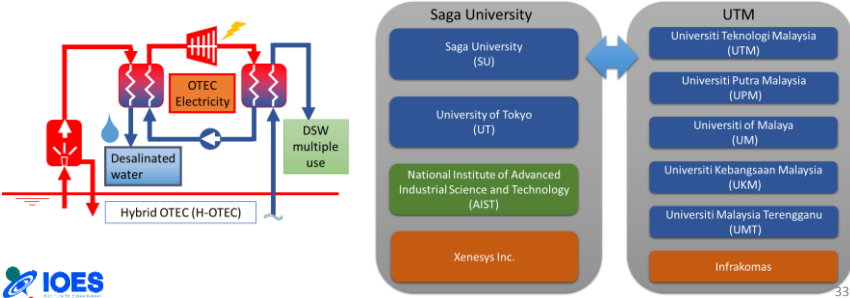 OTEC
Electricity
Desalinated
water
DSW
multiple
use
Hybrid OTEC (H-OTEC)
IOES
Saga University
Saga University
(SU)
University of Tokyo
(UT)
National Institute of Advanced
Industrial Science and Technology
(AIST)
Xenesys Inc.
UTM
Universiti Teknologi Malaysia
(UTM)
Universiti Putra Malaysia
(UPM)
Universiti of Malaya
(UM)
Universiti Kebangsaan Malaysia
(UKM)
Universiti Malaysia Terengganu
(UMT)
Infrakomas
33